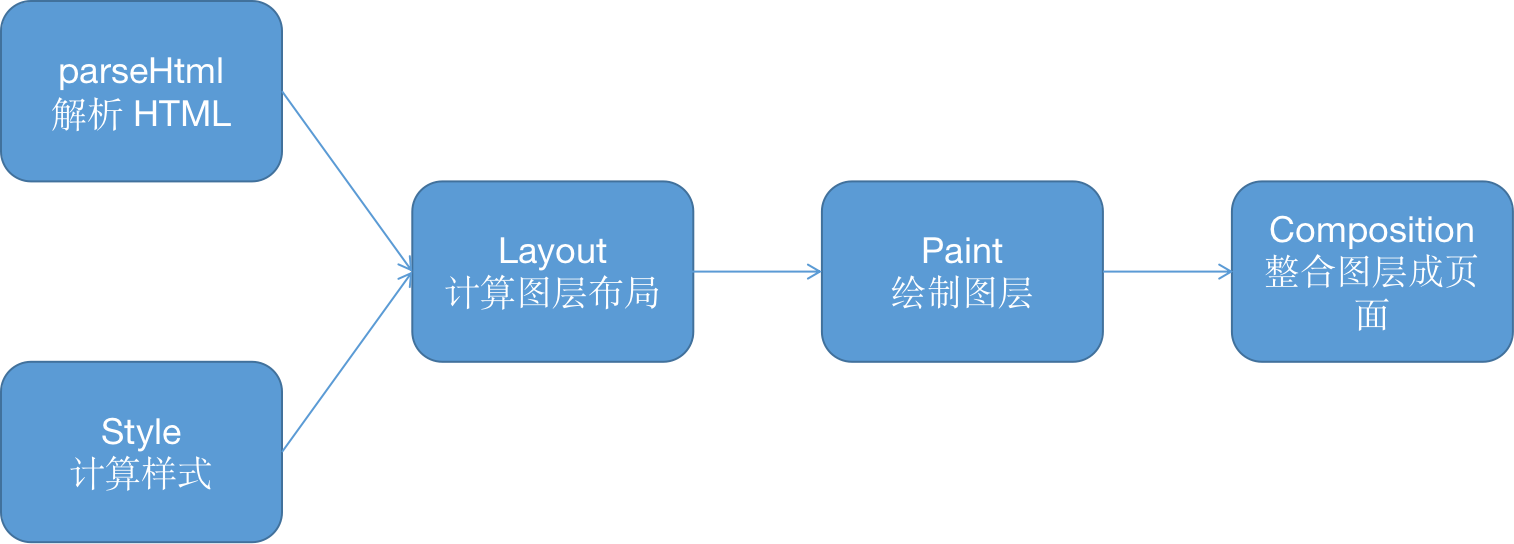 parseHtml
解析 HTML
Style
计算样式
Layout
计算图层布局
Paint
绘制图层
Composition
整合图层成页
面